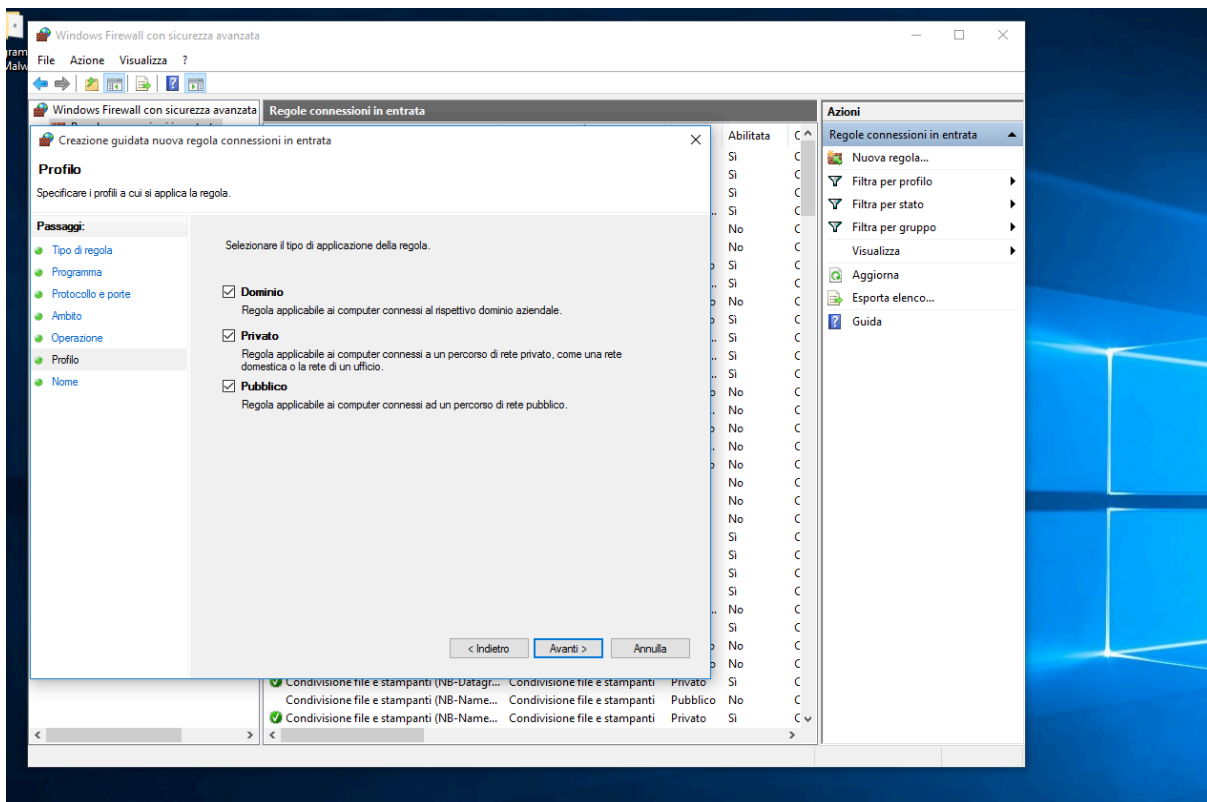 Windows Firewall con sicurezza avanzata
File Azione Visualizza ?
Windows Firewall con sicurezza avanzata
Regole connessioni in entrata
Creazione guidata nuova regola connessioni in entrata
Profilo
Specificare i profili a cui si applica la regola.
Passaggi:
Tipo di regola
Programma
Protocollo e porte
Ambito
Operazione
Profilo
Nome
Selezionare il tipo di applicazione della regola.
Dominio
Regola applicabile ai computer connessi al rispettivo dominio aziendale.
Privato
Regola applicabile ai computer connessi a un percorso di rete privato, come una rete
domestica o la rete di un ufficio.
Pubblico
Regola applicabile ai computer connessi ad un percorso di rete pubblico.
< Indietro
Avanti >
Annulla
Abilitata
Sì
Sì
Sì
Sì
No
No
Sì
Sì
No
Sì
Sì
Sì
Sì
No
No
No
No
No
No
No
No
Sì
Sì
Sì
Sì
No
Sì
No
No
Condivisione file e stampanti (NB-Datagr... Condivisione file e stampanti Privato Sì
Condivisione file e stampanti (NB-Name... Condivisione file e stampanti Pubblico No
Condivisione file e stampanti (NB-Name... Condivisione file e stampanti Privato Sì
Azioni
Regole connessioni in entrata
Nuova regola...
Filtra per profilo
Filtra per stato
Filtra per gruppo
Visualizza
Aggiorna
Esporta elenco...
Guida